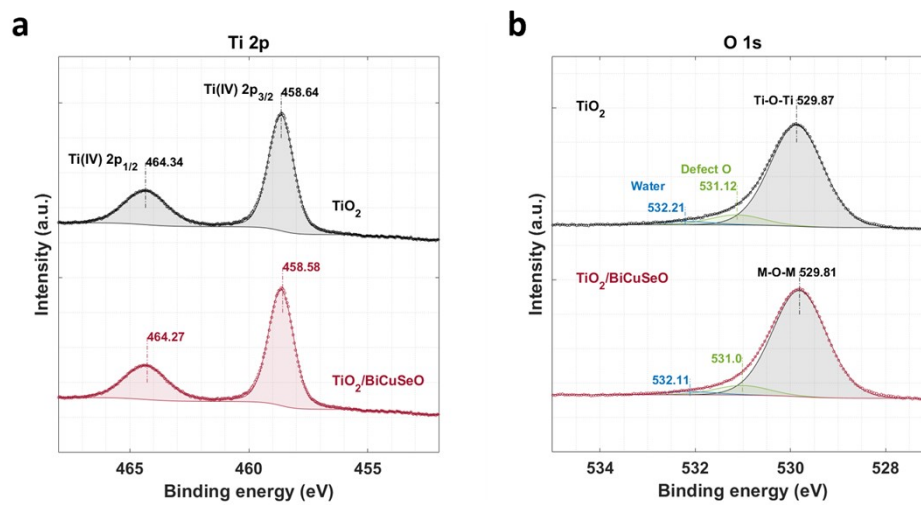 a
Ti 2p
Ti(IV) 2p3/2 458.64
Ti(IV) 2p1/2 464.34
TiO2
458.58
464.27
TiO2/BiCuSeO
Intensity (a.u.)
465 460 455
Binding energy (eV)
b
O 1s
TiO2
Ti-O-Ti 529.87
Defect O
531.12
Water
532.21
TiO2/BiCuSeO
M-O-M 529.81
531.0
532.11
Intensity (a.u.)
534 532 530 528
Binding energy (eV)